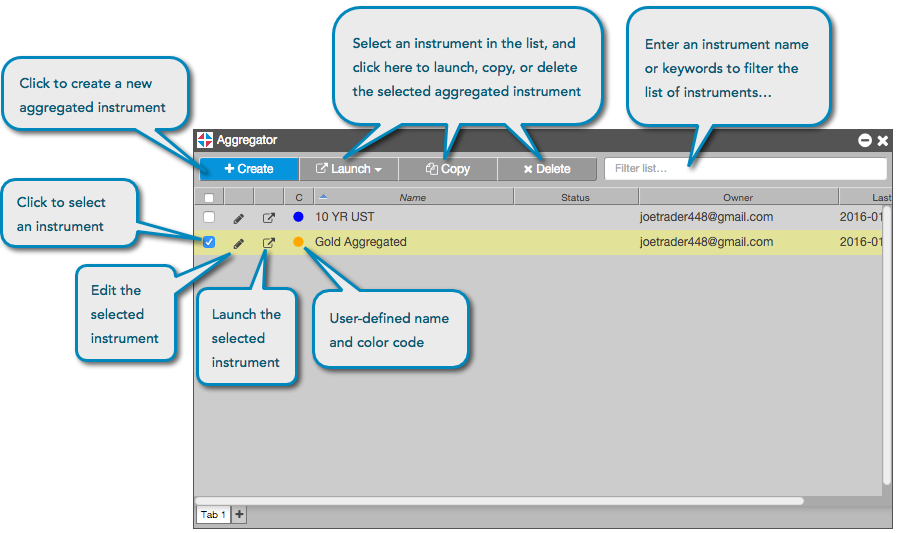 Select an instrument in the list, and
click here to launch, copy, or delete
the selected aggregated instrument
Enter an instrument name
or keywords to filter the
list of instruments...
Click to create a new
aggregated instrument
Aggregator
+ Create
Launch
Copy
Delete
Filter list...
C
Name
Status
Owner
Last
10 YR UST
joetrader448@gmail.com
2016-01
Click to select
an instrument
Gold Aggregated
joetrader448@gmail.com
2016-01
Edit the
selected
instrument
Launch the
selected
instrument
User-defined name
and color code
Tab 1
+